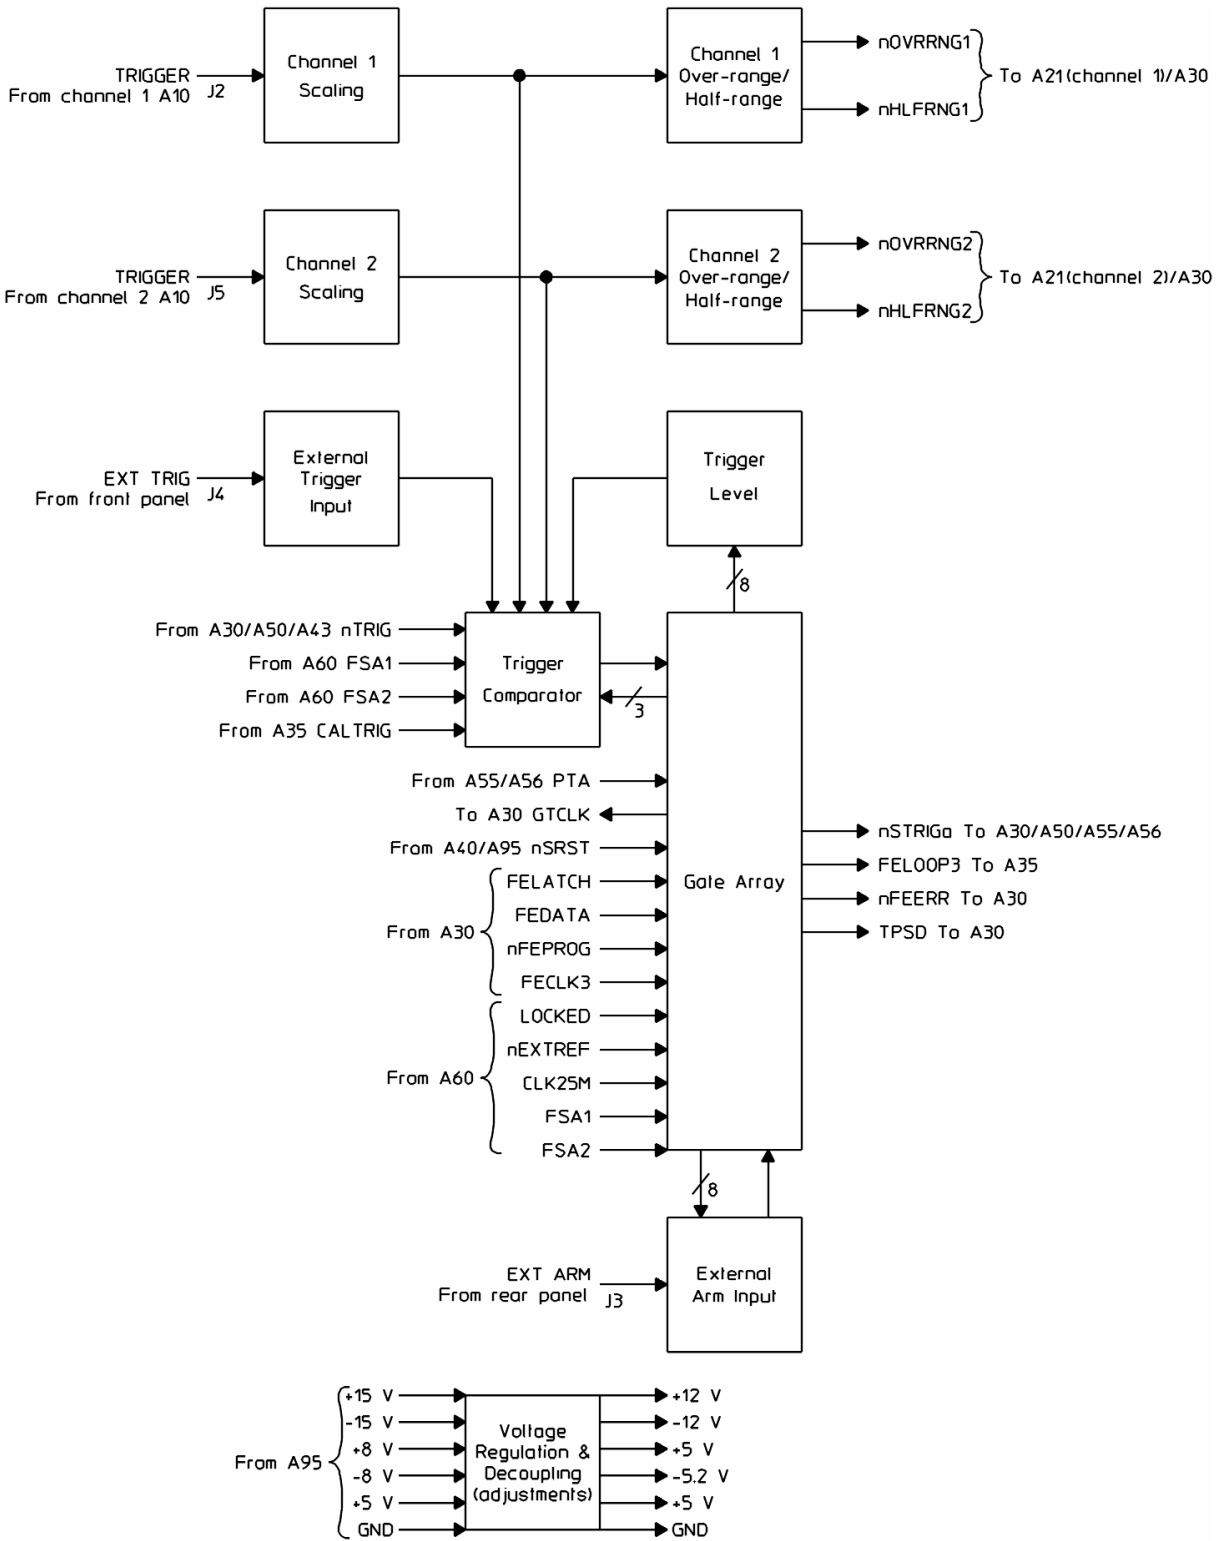 TRIGGER
From channel 1 A10
J2
Channel 1
Scaling
Channel 1
Over-range/
Half-range
nOVRRNG1
nHLFRNG1
To A21(channel 1)/A30
TRIGGER
From channel 2 A10
J5
Channel 2
Scaling
Channel 2
Over-range/
Half-range
nOVRRNG2
nHLFRNG2
To A21(channel 2)/A30
EXT TRIG
From front panel
J4
External
Trigger
Input
Trigger
Level
8
From A30/A50/A43 nTRIG
From A60 FSA1
From A60 FSA2
From A35 CALTRIG
Trigger
Comparator
3
From A55/A56 PTA
To A30 GTCLK
From A40/A95 nSRST
From A30
FELATCH
FEDATA
nFEPROG
FECLK3
From A60
LOCKED
nEXTREF
CLK25M
FSA1
FSA2
Gate Array
nSTRIGa To A30/A50/A55/A56
FELOOP3 To A35
nFEERR To A30
TPSD To A30
8
EXT ARM
From rear panel
J3
External
Arm Input
From A95
+15 V
-15 V
+8 V
-8 V
+5 V
GND
Voltage
Regulation &
Decoupling
(adjustments)
+12 V
-12 V
+5 V
-5.2 V
+5 V
GND